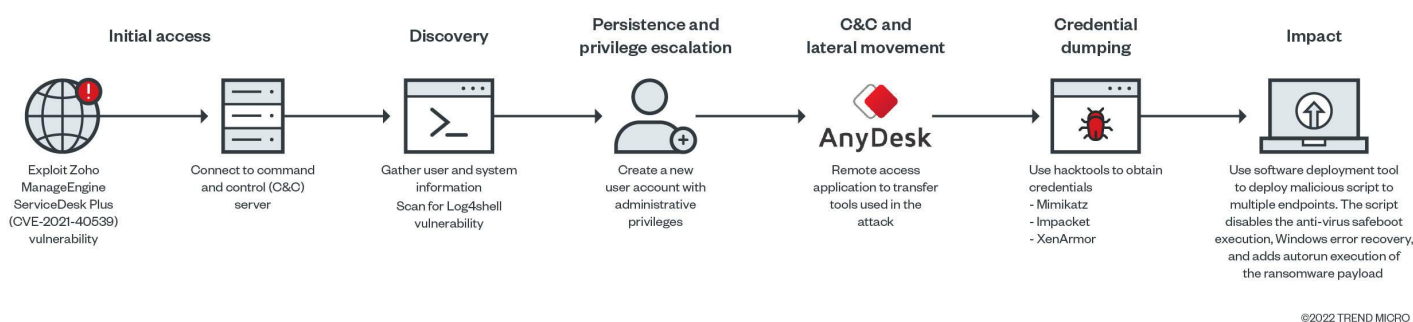 Initial access
Discovery
Persistence and
privilege escalation
C&C and
lateral movement
Credential
dumping
Impact
!
>_
AnyDesk
Exploit Zoho
ManageEngine
ServiceDesk Plus
(CVE-2021-40539)
vulnerability
Connect to command
and control (C&C)
server
Gather user and system
information
Scan for Log4shell
vulnerability
Create a new
user account with
administrative
privileges
Remote access
application to transfer
tools used in the
attack
Use hacktools to obtain
credentials
- Mimikatz
- Impacket
- XenArmor
Use software deployment tool
to deploy malicious script to
multiple endpoints. The script
disables the anti-virus safeboot
execution, Windows error recovery,
and adds autorun execution of
the ransomware payload
©2022 TREND MICRO